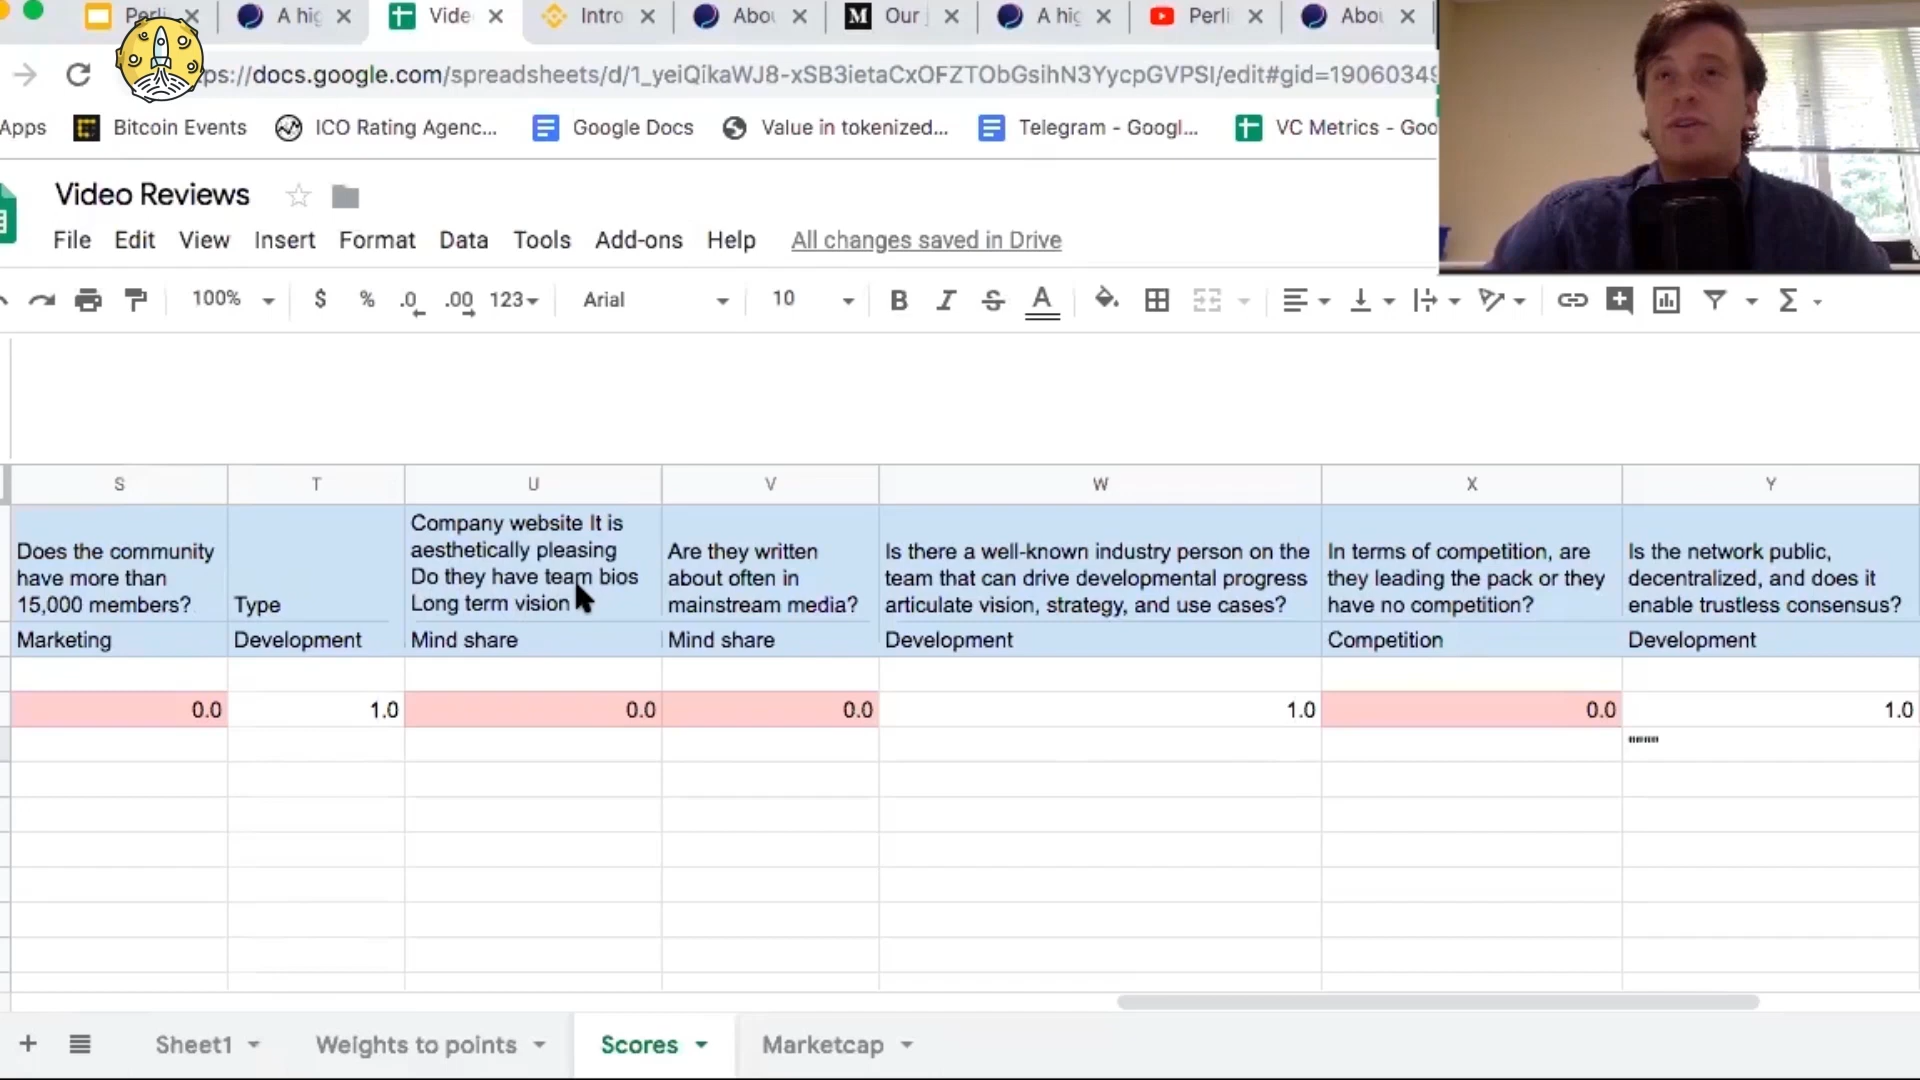 Perli
A hig
Vide
Intro
Abou
M
Our
A hig
Perli
Abou
docs.google.com/spreadsheets/d/1_yeiQikaWJ8-xSB3ietaCxOFZTObGsihN3YycpGVPSI/edit#gid=1906034
Apps
Bitcoin Events
ICO Rating Agenc...
Google Docs
Value in tokenized...
Telegram - Googl...
VC Metrics - Goo
Video Reviews
File Edit View Insert Format Data Tools Add-ons Help All changes saved in Drive
100% $ % .0 .00 123 Arial 10 B I S A Σ
S T U V W X Y
Does the community
have more than
15,000 members?
Type
Company website It is
aesthetically pleasing
Do they have team bios
Long term vision
Are they written
about often in
mainstream media?
Is there a well-known industry person on the
team that can drive developmental progress
articulate vision, strategy, and use cases?
In terms of competition, are
they leading the pack or they
have no competition?
Is the network public,
decentralized, and does it
enable trustless consensus?
Marketing Development Mind share Mind share Development Competition Development
0.0 1.0 0.0 0.0 1.0 0.0 1.0
+ Sheet1 Weights to points Scores Marketcap